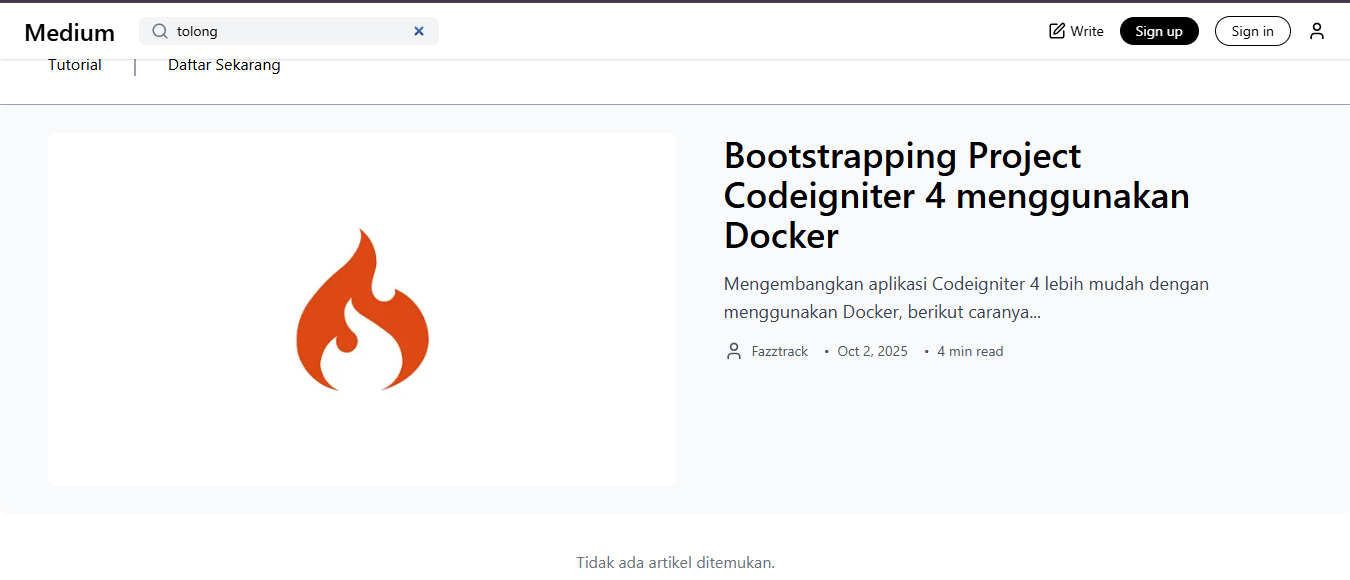 Medium
tolong
Write
Sign up
Sign in
Tutorial
Daftar Sekarang
Bootstrapping Project
Codeigniter 4 menggunakan
Docker
Mengembangkan aplikasi Codeigniter 4 lebih mudah dengan
menggunakan Docker, berikut caranya...
Fazztrack • Oct 2, 2025 • 4 min read
Tidak ada artikel ditemukan.